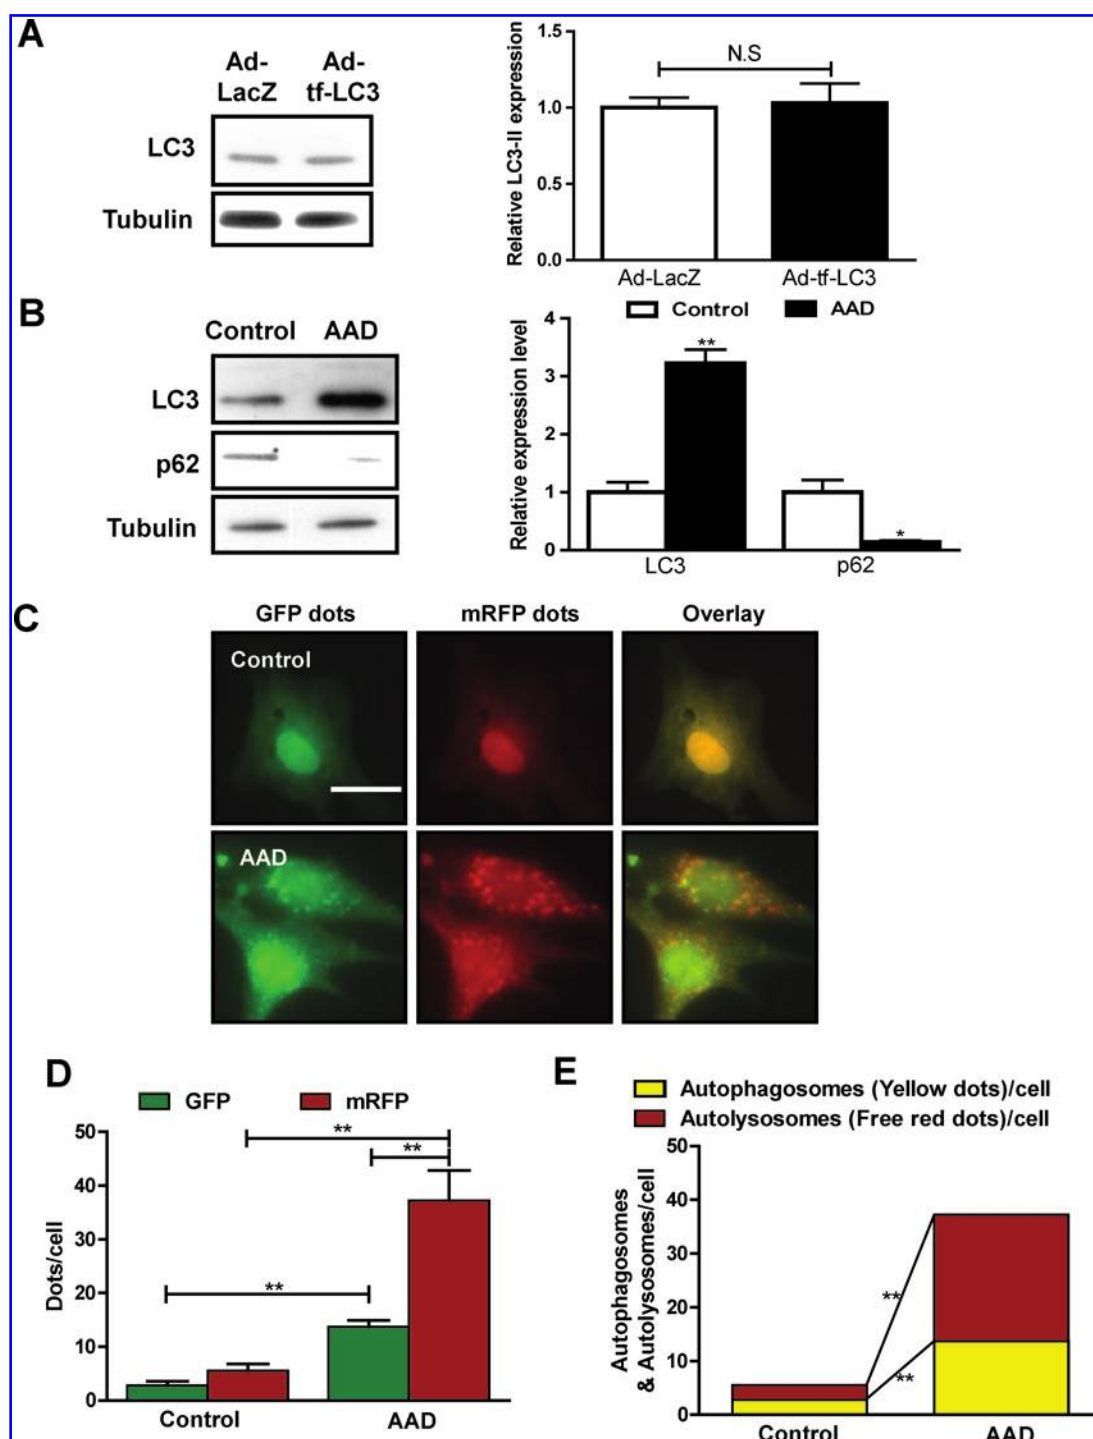 A
Ad-
LacZ
Ad-
tf-LC3
LC3
Tubulin
Relative LC3-II expression
1.5
1.0
0.5
0.0
N.S
Ad-LacZ
Ad-tf-LC3
B
Control
AAD
LC3
p62
Tubulin
Control
AAD
Relative expression level
4
3
2
1
0
**
*
LC3
p62
C
GFP dots
mRFP dots
Overlay
Control
AAD
D
GFP
mRFP
Dots/cell
50
40
30
20
10
0
**
**
**
Control
AAD
E
Autophagosomes (Yellow dots)/cell
Autolysosomes (Free red dots)/cell
Autophagosomes
& Autolysosomes/cell
50
40
30
20
10
0
**
**
Control
AAD